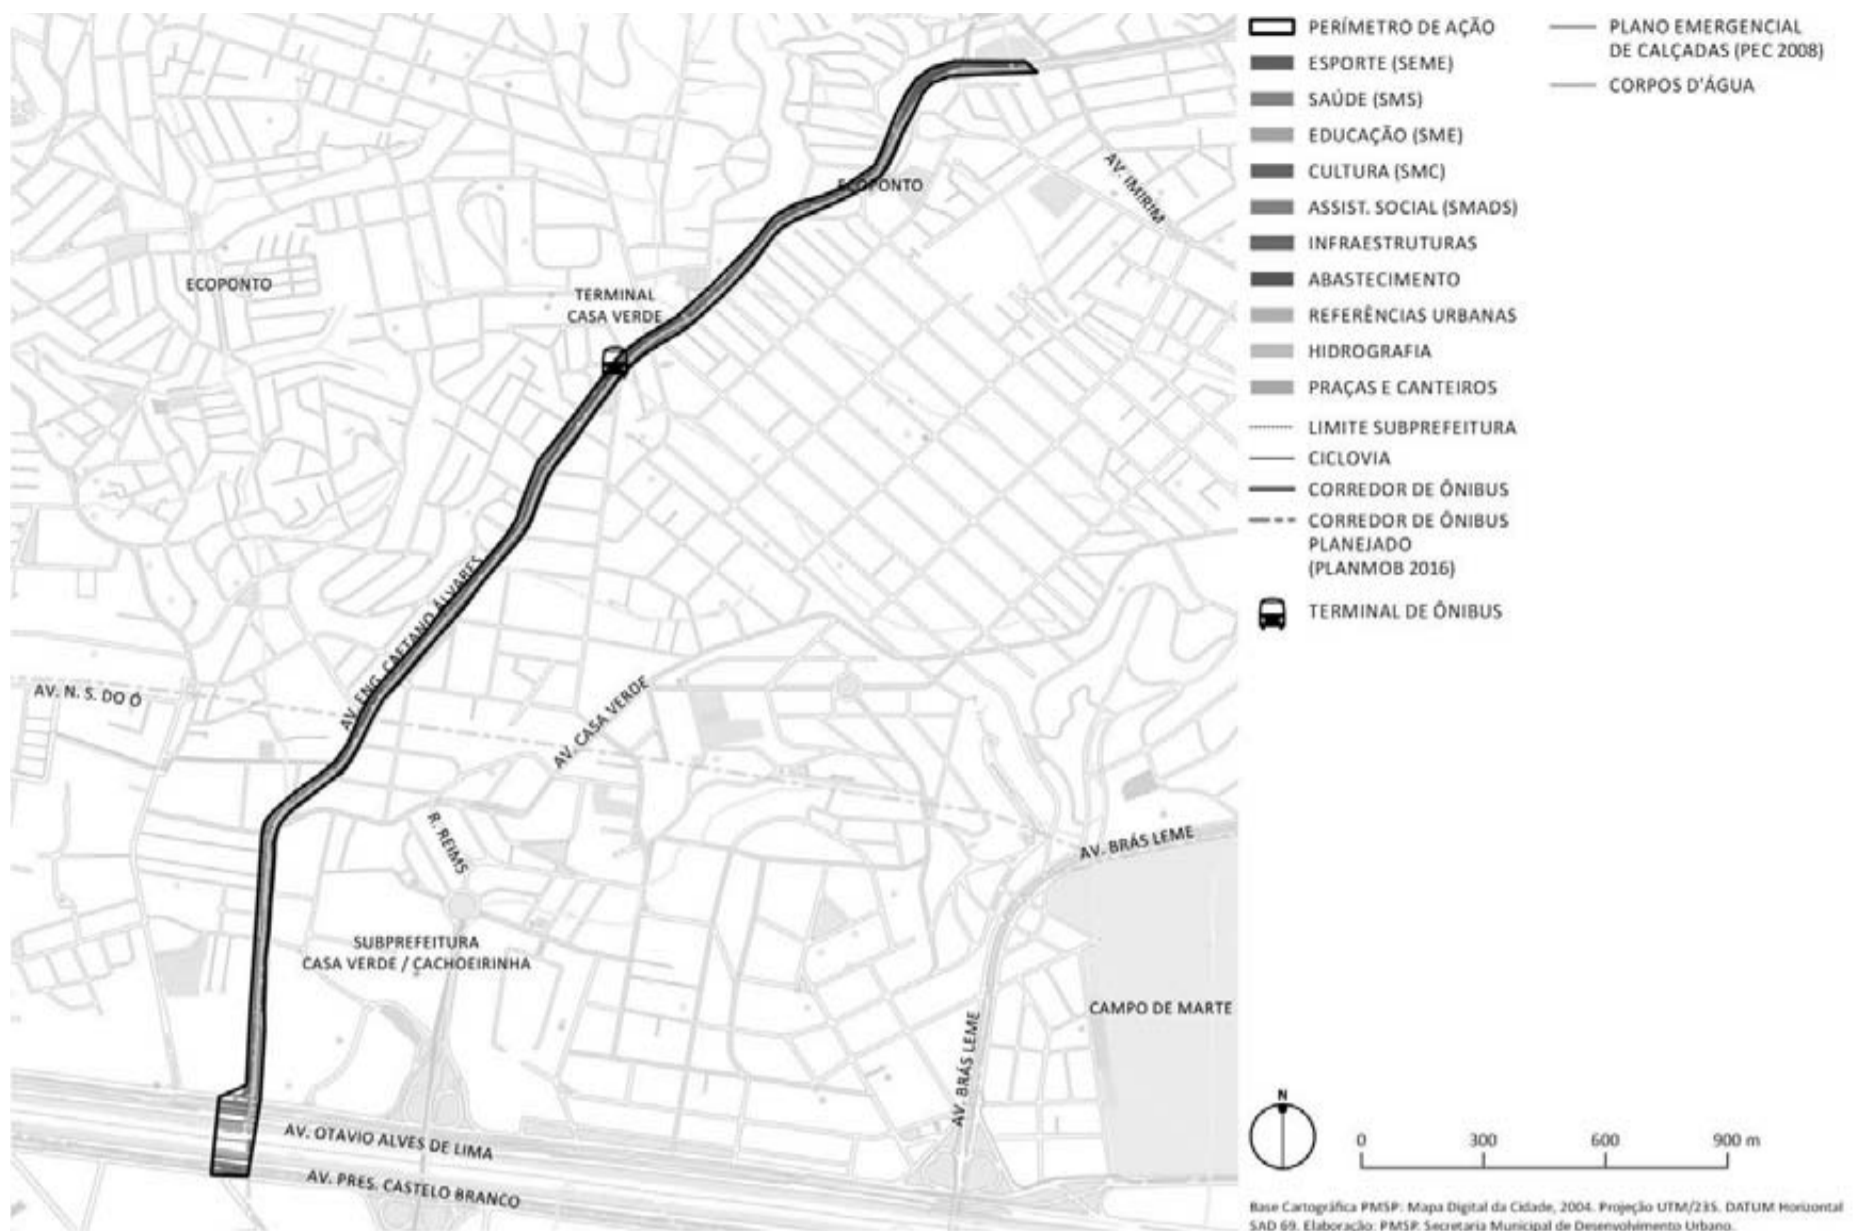 ECOPONTO
AV. IMIRIM
ECOPONTO
TERMINAL
CASA VERDE
AV. ENG. CAETANO ÁLVARES
AV. N. S. DO Ó
AV. CASA VERDE
R. REIMS
AV. BRÁS LEME
SUBPREFEITURA
CASA VERDE / CACHOEIRINHA
CAMPO DE MARTE
AV. BRÁS LEME
AV. OTAVIO ALVES DE LIMA
AV. PRES. CASTELO BRANCO
PERÍMETRO DE AÇÃO
ESPORTE (SEME)
SAÚDE (SMS)
EDUCAÇÃO (SME)
CULTURA (SMC)
ASSIST. SOCIAL (SMADS)
INFRAESTRUTURAS
ABASTECIMENTO
REFERÊNCIAS URBANAS
HIDROGRAFIA
PRAÇAS E CANTEIROS
LIMITE SUBPREFEITURA
CICLOVIA
CORREDOR DE ÔNIBUS
CORREDOR DE ÔNIBUS
PLANEJADO
(PLANMOB 2016)
TERMINAL DE ÔNIBUS
PLANO EMERGENCIAL
DE CALÇADAS (PEC 2008)
CORPOS D'ÁGUA
N
0 300 600 900 m
Base Cartográfica PMSP: Mapa Digital da Cidade, 2004. Projeção UTM/23S. DATUM Horizontal
SAD 69. Elaboração: PMSP. Secretaria Municipal de Desenvolvimento Urbano.